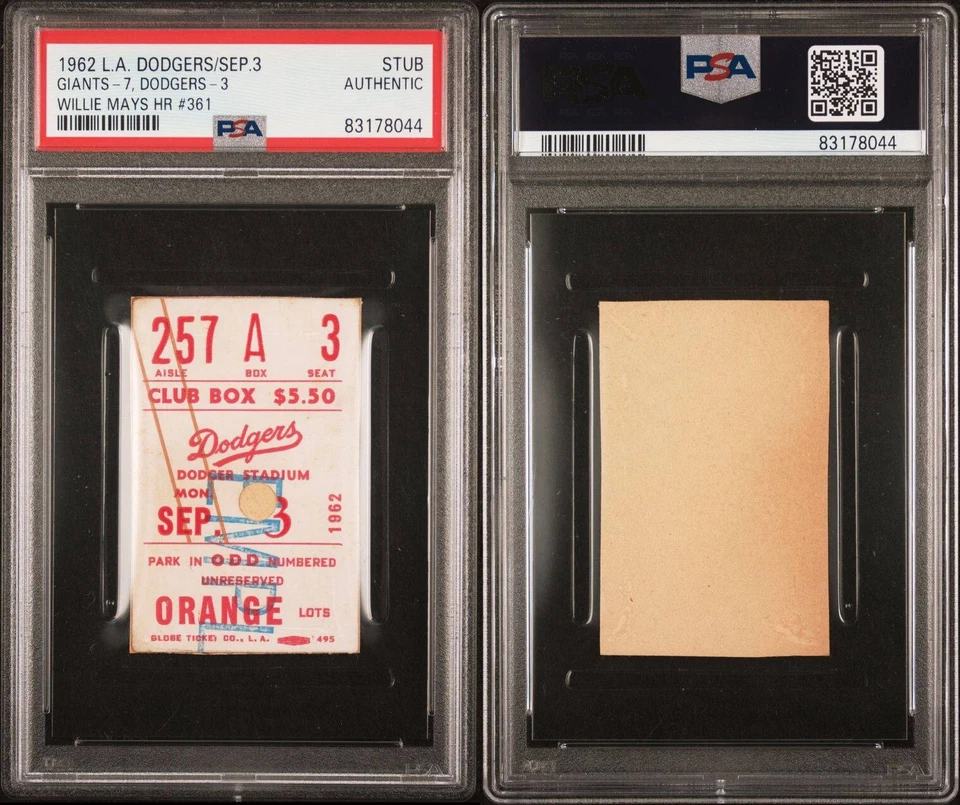 1962 L.A. DODGERS/SEP.3 STUB
GIANTS-7, DODGERS-3 AUTHENTIC
WILLIE MAYS HR #361
PSA 83178044
257 A 3
AISLE BOX SEAT
CLUB BOX $5.50
Dodgers
DODGER STADIUM
MON.
SEP. 3
1962
PARK IN ODD NUMBERED
UNRESERVED
ORANGE LOTS
GLOBE TICKET CO., L.A. 495
PSA
PSA
83178044